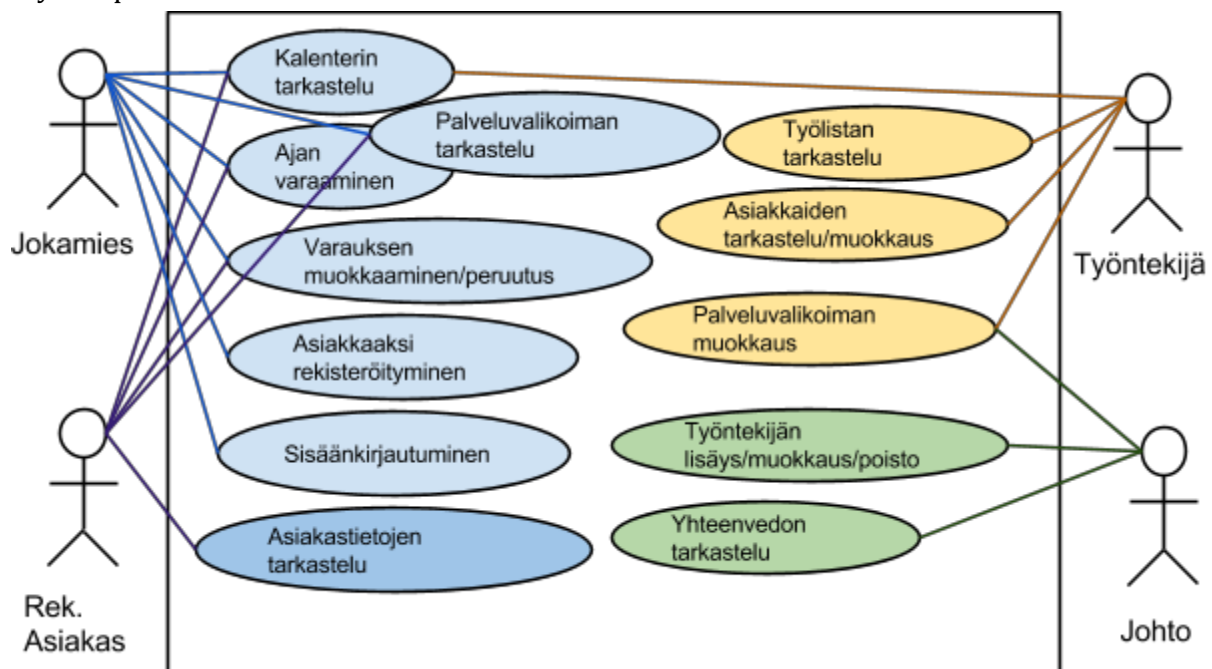 Kalenterin
tarkastelu
Palveluvalikoiman
tarkastelu
Työlistan
tarkastelu
Ajan
varaaminen
Asiakkaiden
tarkastelu/muokkaus
Jokamies
Varauksen
muokkaaminen/peruutus
Työntekijä
Palveluvalikoiman
muokkaus
Asiakkaaksi
rekisteröityminen
Työntekijän
lisäys/muokkaus/poisto
Sisäänkirjautuminen
Asiakastietojen
tarkastelu
Yhteenvedon
tarkastelu
Rek.
Asiakas
Johto